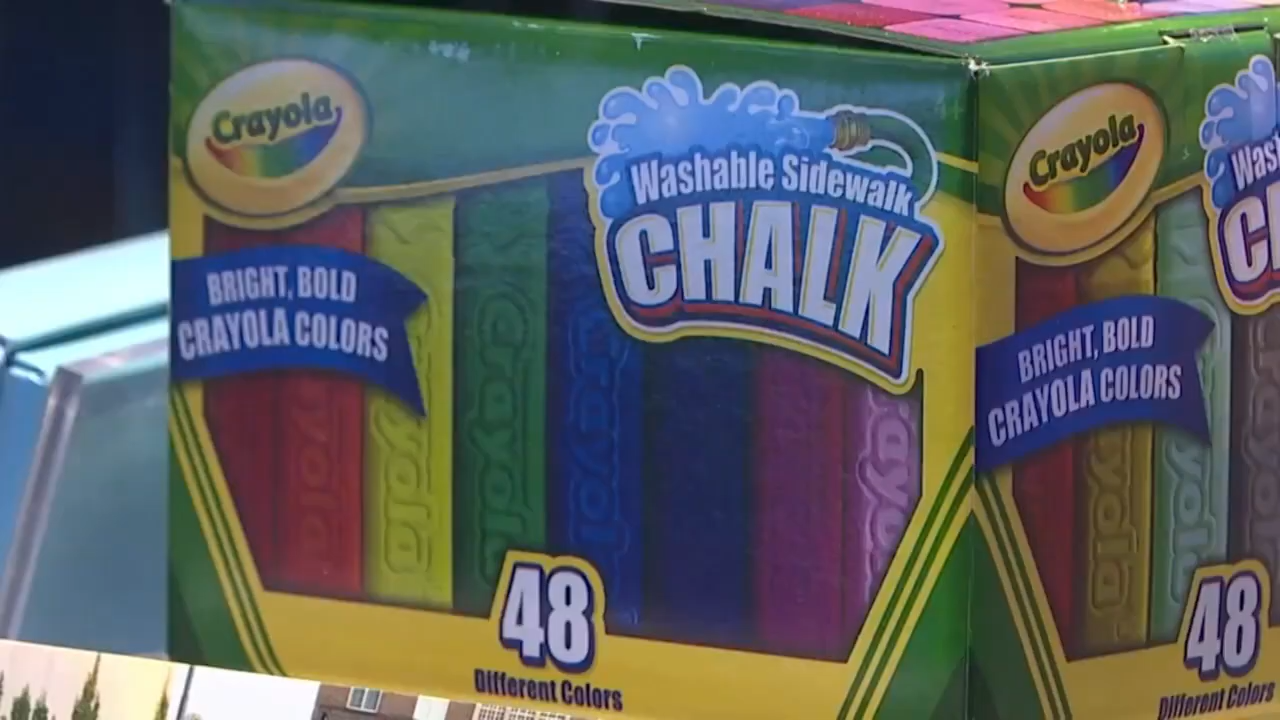 Crayola
Washable Sidewalk
CHALK
BRIGHT, BOLD
CRAYOLA COLORS
48
Different Colors
Crayola
BRIGHT, BOLD
CRAYOLA COLORS
48
Different Colors